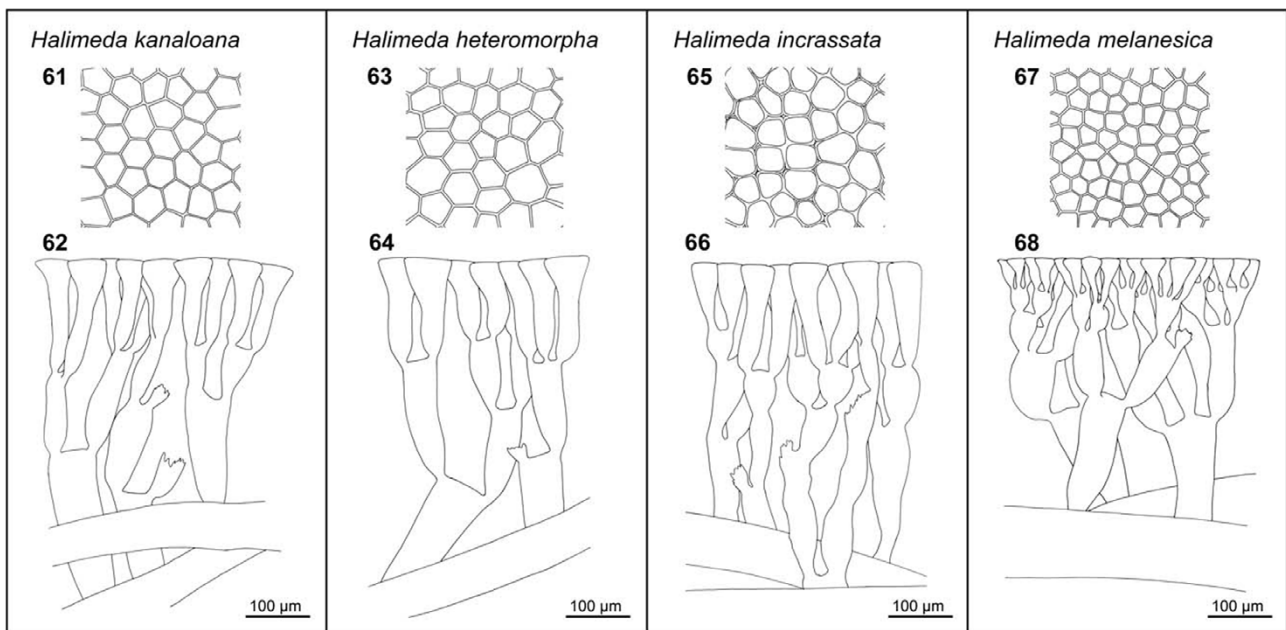 Halimeda kanaloana
61
62
100 µm
Halimeda heteromorpha
63
64
100 µm
Halimeda incrassata
65
66
100 µm
Halimeda melanesica
67
68
100 µm